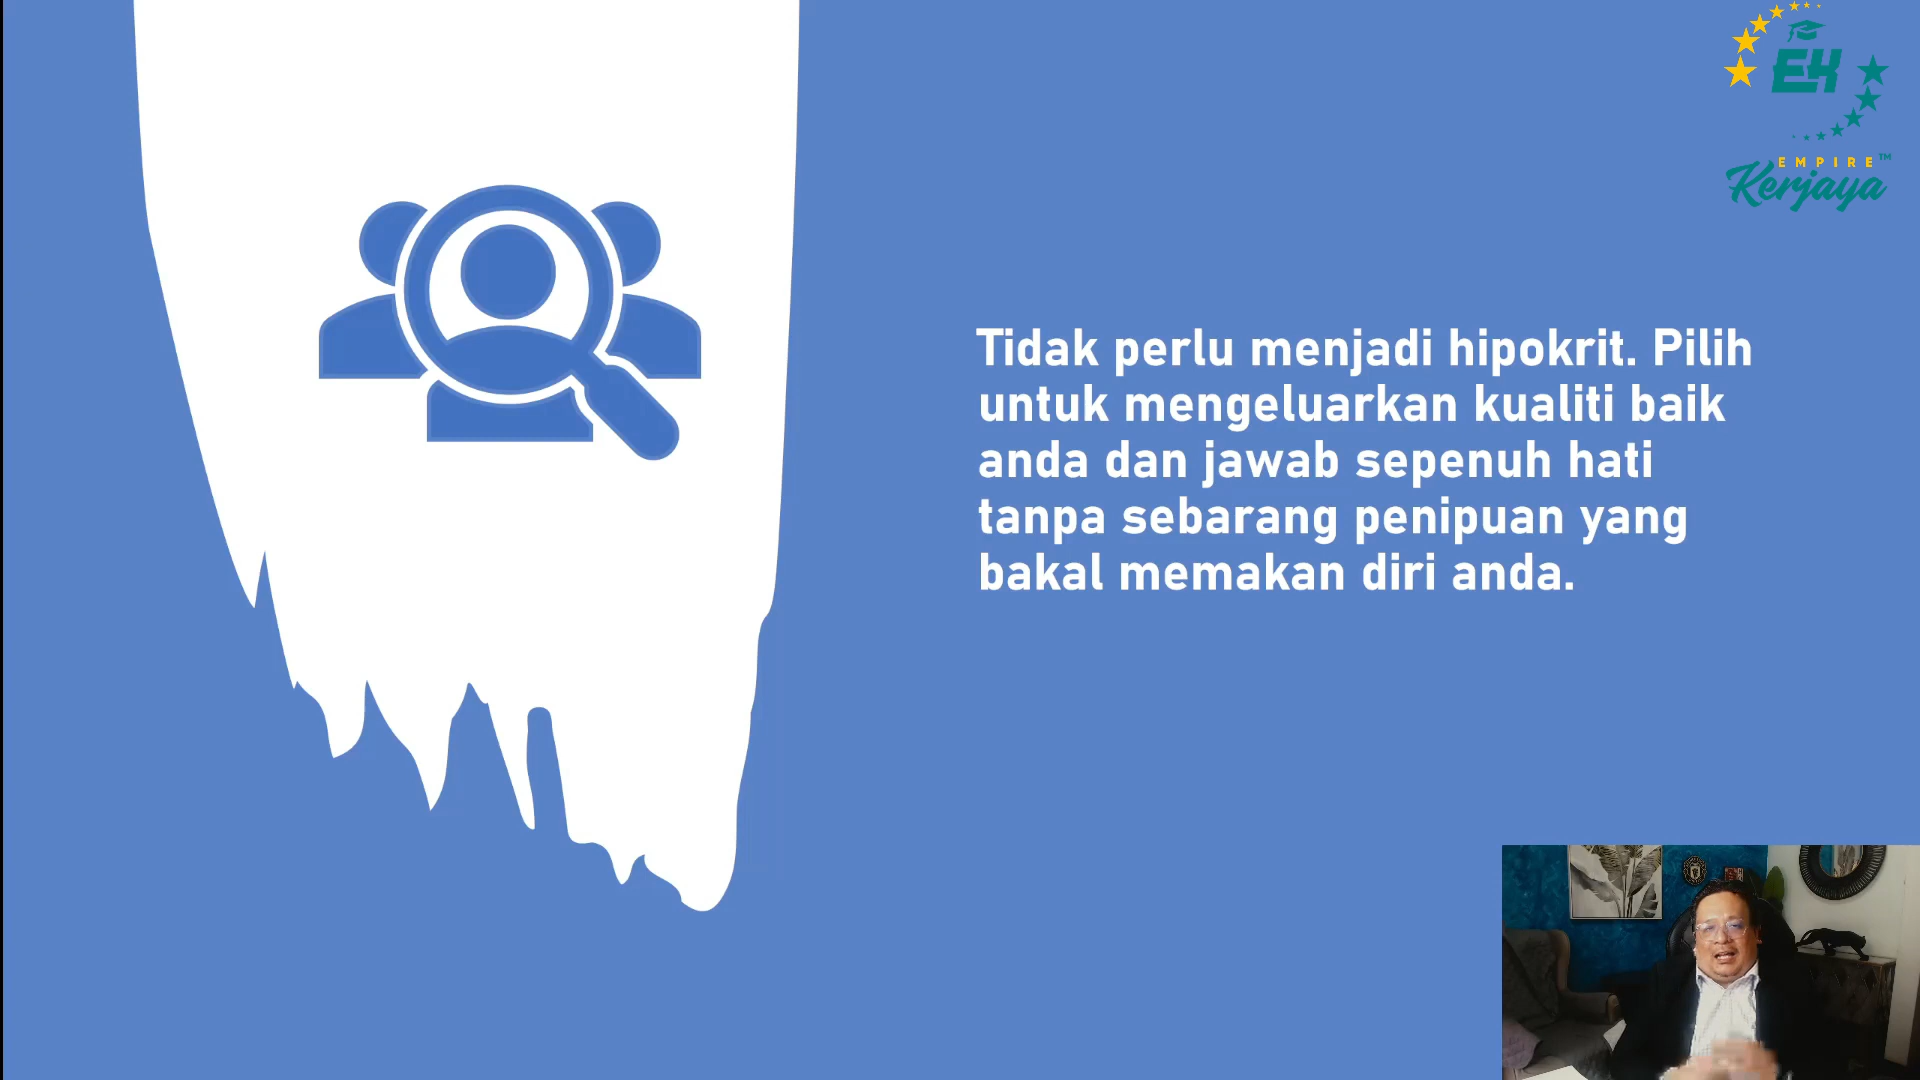 EK
EMPIRE™
Kerjaya
Tidak perlu menjadi hipokrit. Pilih
untuk mengeluarkan kualiti baik
anda dan jawab sepenuh hati
tanpa sebarang penipuan yang
bakal memakan diri anda.